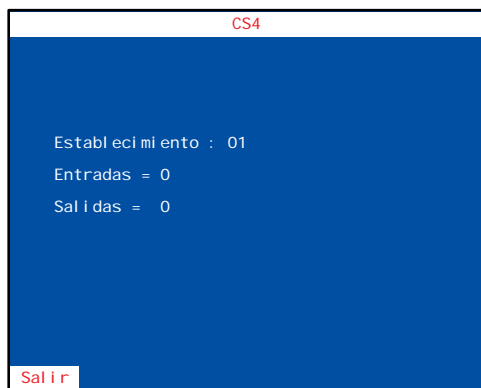 CS4
Establecimiento : 01
Entradas = 0
Salidas = 0
Salir